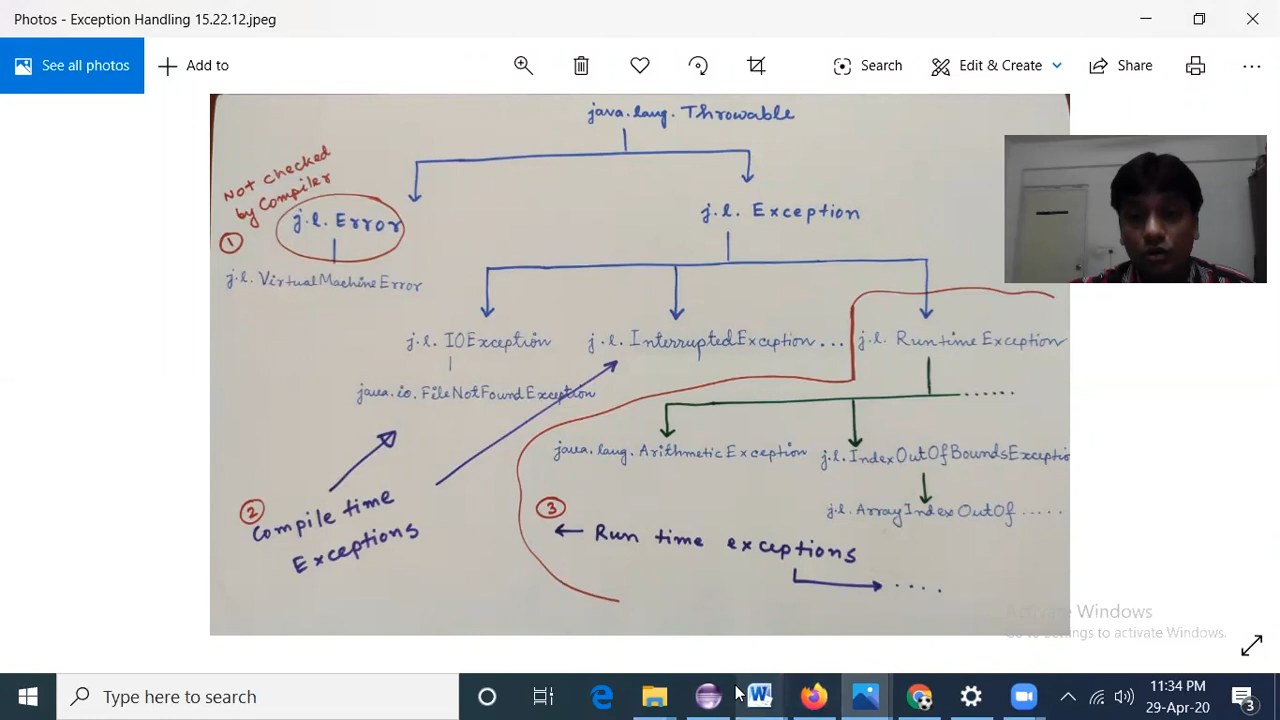 Photos - Exception Handling 15.22.12.jpeg
See all photos
Add to
Search
Edit & Create
Share
java.lang.Throwable
Not checked
by Compiler
j.l. Error
j.l. Exception
1
j.l. VirtualMachineError
j.l. IOException
j.l. InterruptedException ...
j.l. RuntimeException
java.io.FileNotFoundException
......
java.lang.ArithmeticException
j.l.IndexOutOfBoundsExceptio
j.l.ArrayIndexOutOf.....
2
Compile time
Exceptions
3
Run time exceptions
....
Activate Windows
Go to Settings to activate Windows.
Type here to search
11:34 PM
29-Apr-20
3